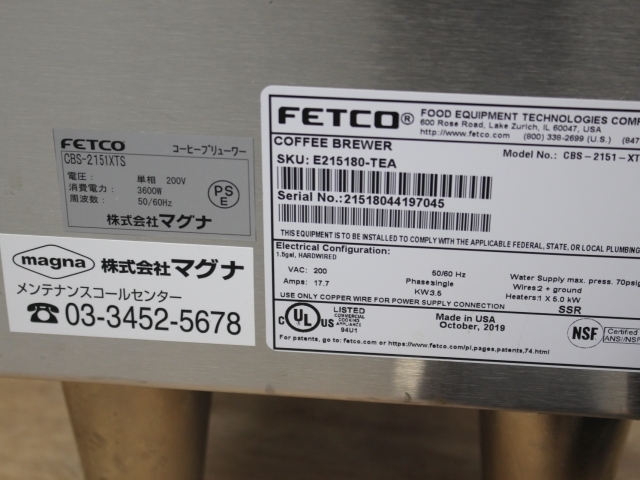 FETCO コーヒーブリューワー
CBS-2151XTS
電圧： 単相 200V
消費電力： 3600W
周波数： 50/60Hz
PS
E
株式会社マグナ
magna 株式会社マグナ
メンテナンスコールセンター
☎03-3452-5678
FETCO® FOOD EQUIPMENT TECHNOLOGIES COMP
600 Rose Road, Lake Zurich, IL 60047, USA
http://www.fetco.com (800) 338-2699 (U.S.) (847
COFFEE BREWER
SKU: E215180-TEA
Model No.: CBS-2151-XT
Serial No.:21518044197045
THIS EQUIPMENT IS TO BE INSTALLED TO COMPLY WITH THE APPLICABLE FEDERAL, STATE, OR LOCAL PLUMBING
Electrical Configuration:
1.5gal, HARDWIRED
VAC: 200 50/60 Hz Water Supply max. press. 70psig
Amps: 17.7 Phase:single Wires:2 + ground
KW3.5 Heaters:1 X 5.0 kW
USE ONLY COPPER WIRE FOR POWER SUPPLY CONNECTION SSR
C UL US LISTED
COMMERCIAL
COOKING
APPLIANCE
94U1
Made in USA
October, 2019
NSF Certified
ANSI/NSF
For patents, go to: fetco.com or https://www.fetco.com/pl,pages,patents,74.html